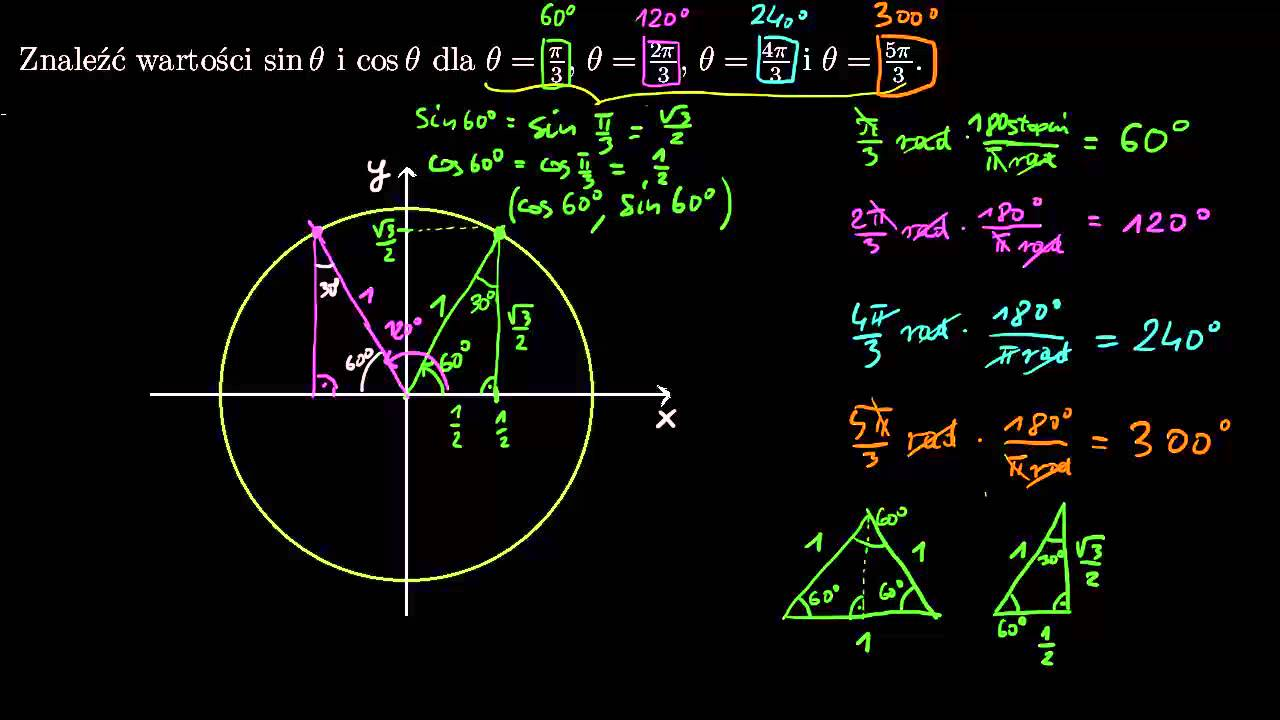 60° 120° 240° 300°
Znaleźć wartości sin θ i cos θ dla θ = π/3, θ = 2π/3, θ = 4π/3 i θ = 5π/3.
sin 60° = sin π/3 = √3/2
cos 60° = cos π/3 = 1/2
(cos 60°, sin 60°)
π/3 rad · 180 stopni/π rad = 60°
2π/3 rad · 180°/π rad = 120°
4π/3 rad · 180°/π rad = 240°
5π/3 rad · 180°/π rad = 300°
y
√3/2
30° 1 1 30° √3/2
120°
60° 60°
x
1/2 1/2
60° 1 1 60° 60° 1
1 30° √3/2 60° 1/2